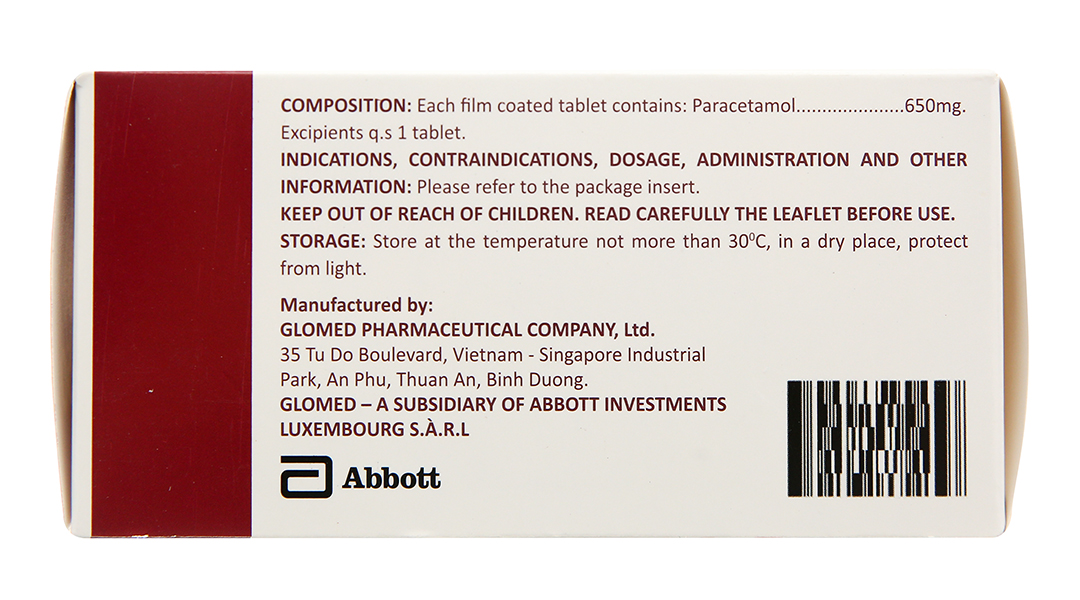 COMPOSITION: Each film coated tablet contains: Paracetamol.....................650mg.
Excipients q.s 1 tablet.
INDICATIONS, CONTRAINDICATIONS, DOSAGE, ADMINISTRATION AND OTHER
INFORMATION: Please refer to the package insert.
KEEP OUT OF REACH OF CHILDREN. READ CAREFULLY THE LEAFLET BEFORE USE.
STORAGE: Store at the temperature not more than 30⁰C, in a dry place, protect
from light.
Manufactured by:
GLOMED PHARMACEUTICAL COMPANY, Ltd.
35 Tu Do Boulevard, Vietnam - Singapore Industrial
Park, An Phu, Thuan An, Binh Duong.
GLOMED – A SUBSIDIARY OF ABBOTT INVESTMENTS
LUXEMBOURG S.À.R.L
Abbott